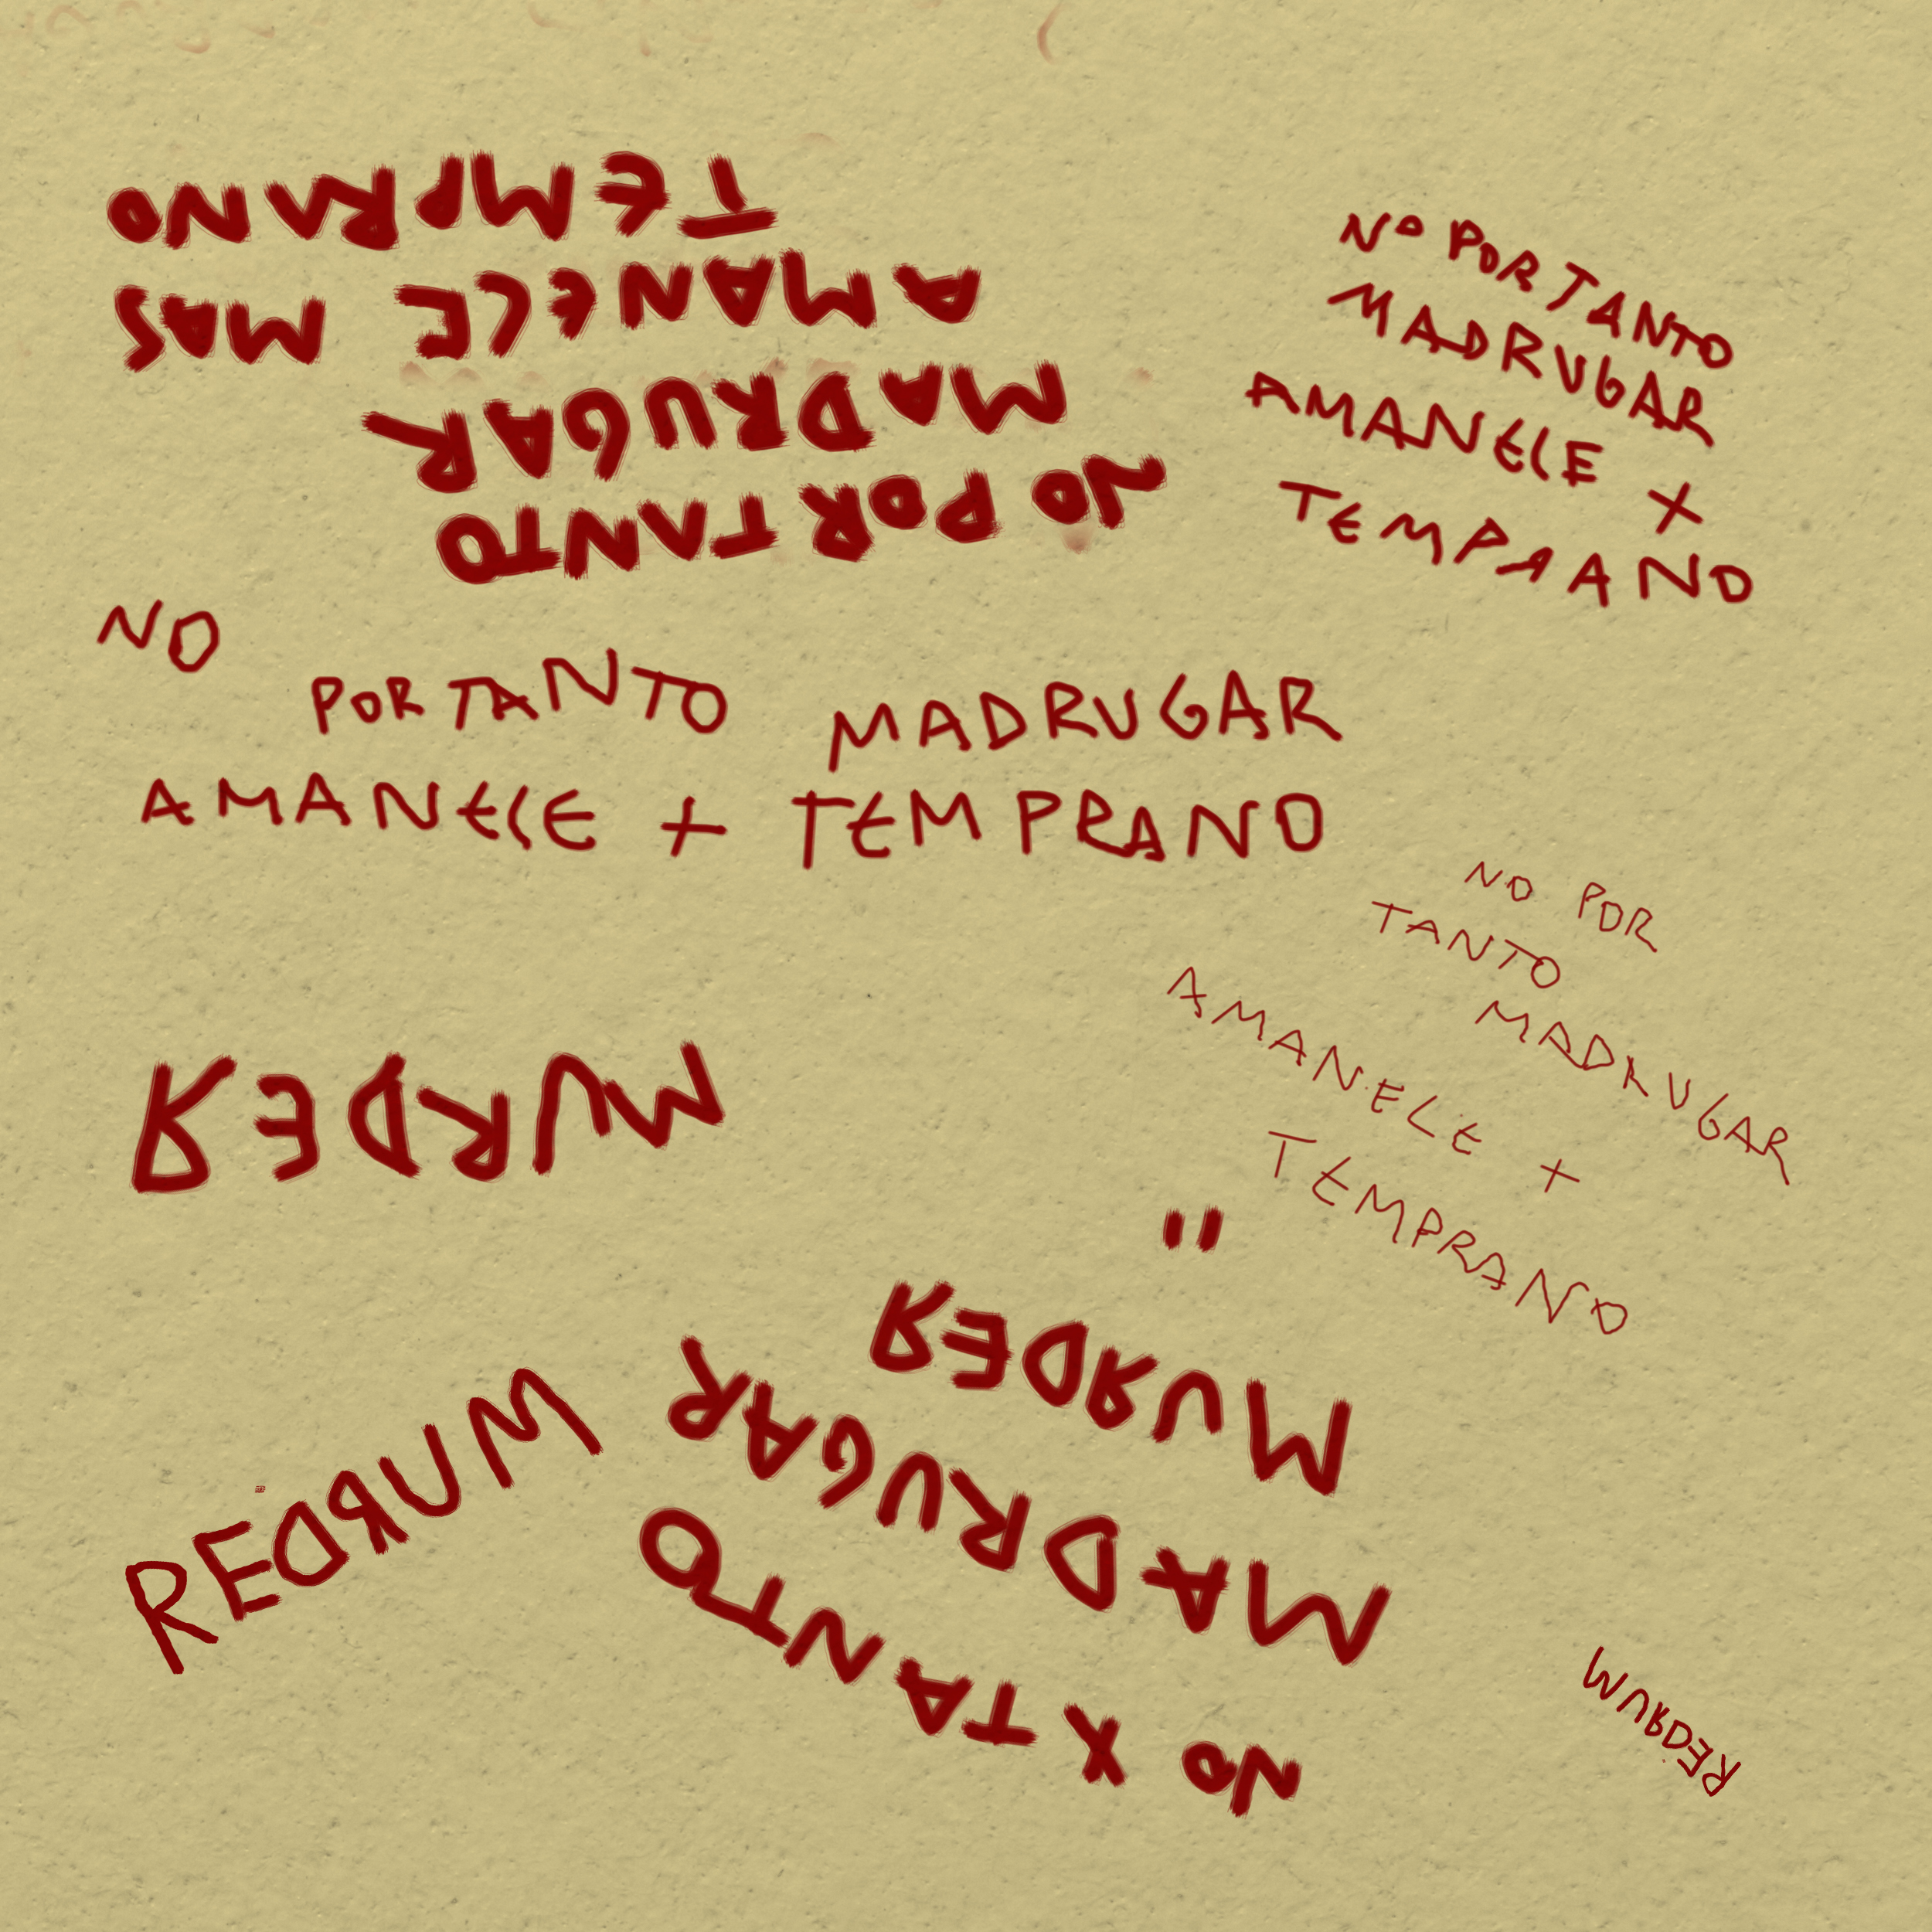 NO POR TANTO
MADRUGAR
AMANECE MAS
TEMPRANO
NO POR TANTO
MADRUGAR
AMANECE +
TEMPRANO
NO POR TANTO MADRUGAR
AMANECE + TEMPRANO
NO POR
TANTO
MADRUGAR
AMANECE +
TEMPRANO
MURDER
NO X TANTO
MADRUGAR
MURDER
"
REDRUM
REDRUM